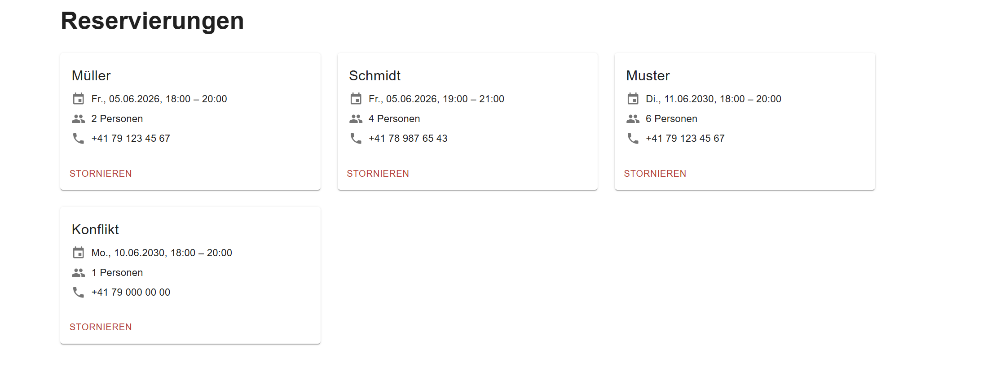 Reservierungen
Müller
Fr., 05.06.2026, 18:00 – 20:00
2 Personen
+41 79 123 45 67
STORNIEREN
Schmidt
Fr., 05.06.2026, 19:00 – 21:00
4 Personen
+41 78 987 65 43
STORNIEREN
Muster
Di., 11.06.2030, 18:00 – 20:00
6 Personen
+41 79 123 45 67
STORNIEREN
Konflikt
Mo., 10.06.2030, 18:00 – 20:00
1 Personen
+41 79 000 00 00
STORNIEREN